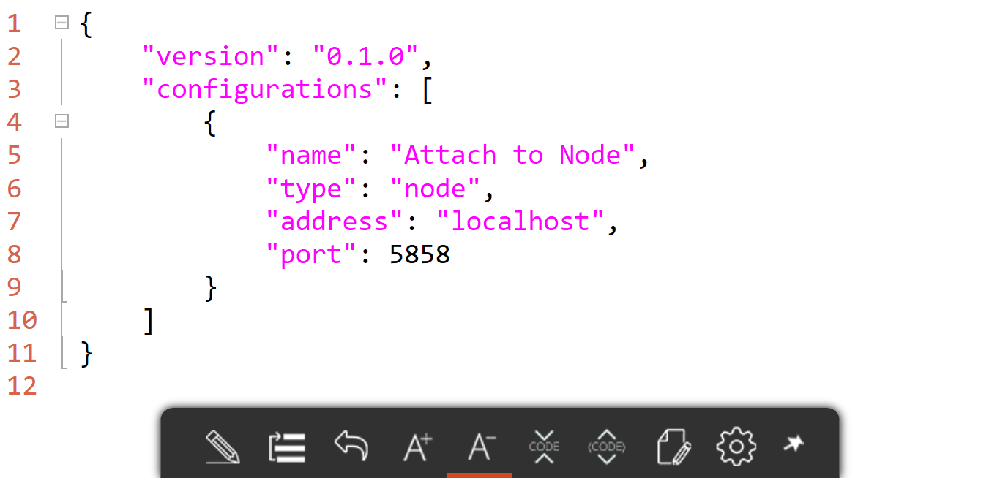 1 {
2 "version": "0.1.0",
3 "configurations": [
4 {
5 "name": "Attach to Node",
6 "type": "node",
7 "address": "localhost",
8 "port": 5858
9 }
10 ]
11 }
12
A+ A- CODE (CODE)